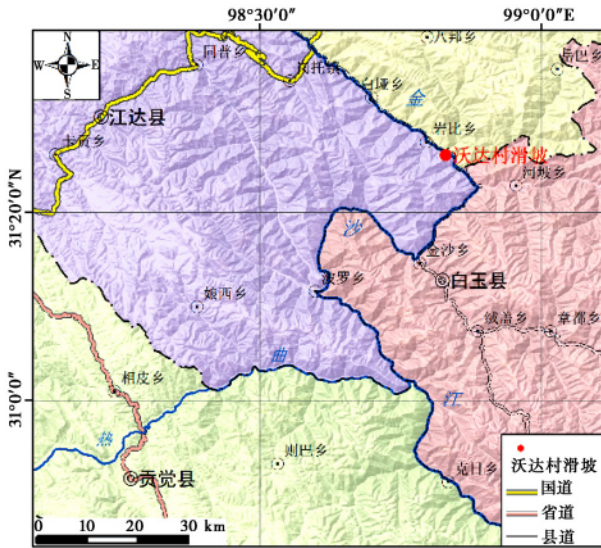 98°30′0″
99°0′0″E
N
W
E
S
同普乡
岗托镇
八邦乡
岳巴乡
白垭乡
金
江达县
卡贡乡
岩比乡
沃达村滑坡
河坡乡
31°20′0″N
沙
金沙乡
波罗乡
白玉县
娘西乡
绒盖乡
章都乡
曲
31°0′0″
相皮乡
江
热
则巴乡
克日乡
贡觉县
沃达村滑坡
国道
省道
县道
0
10
20
30 km